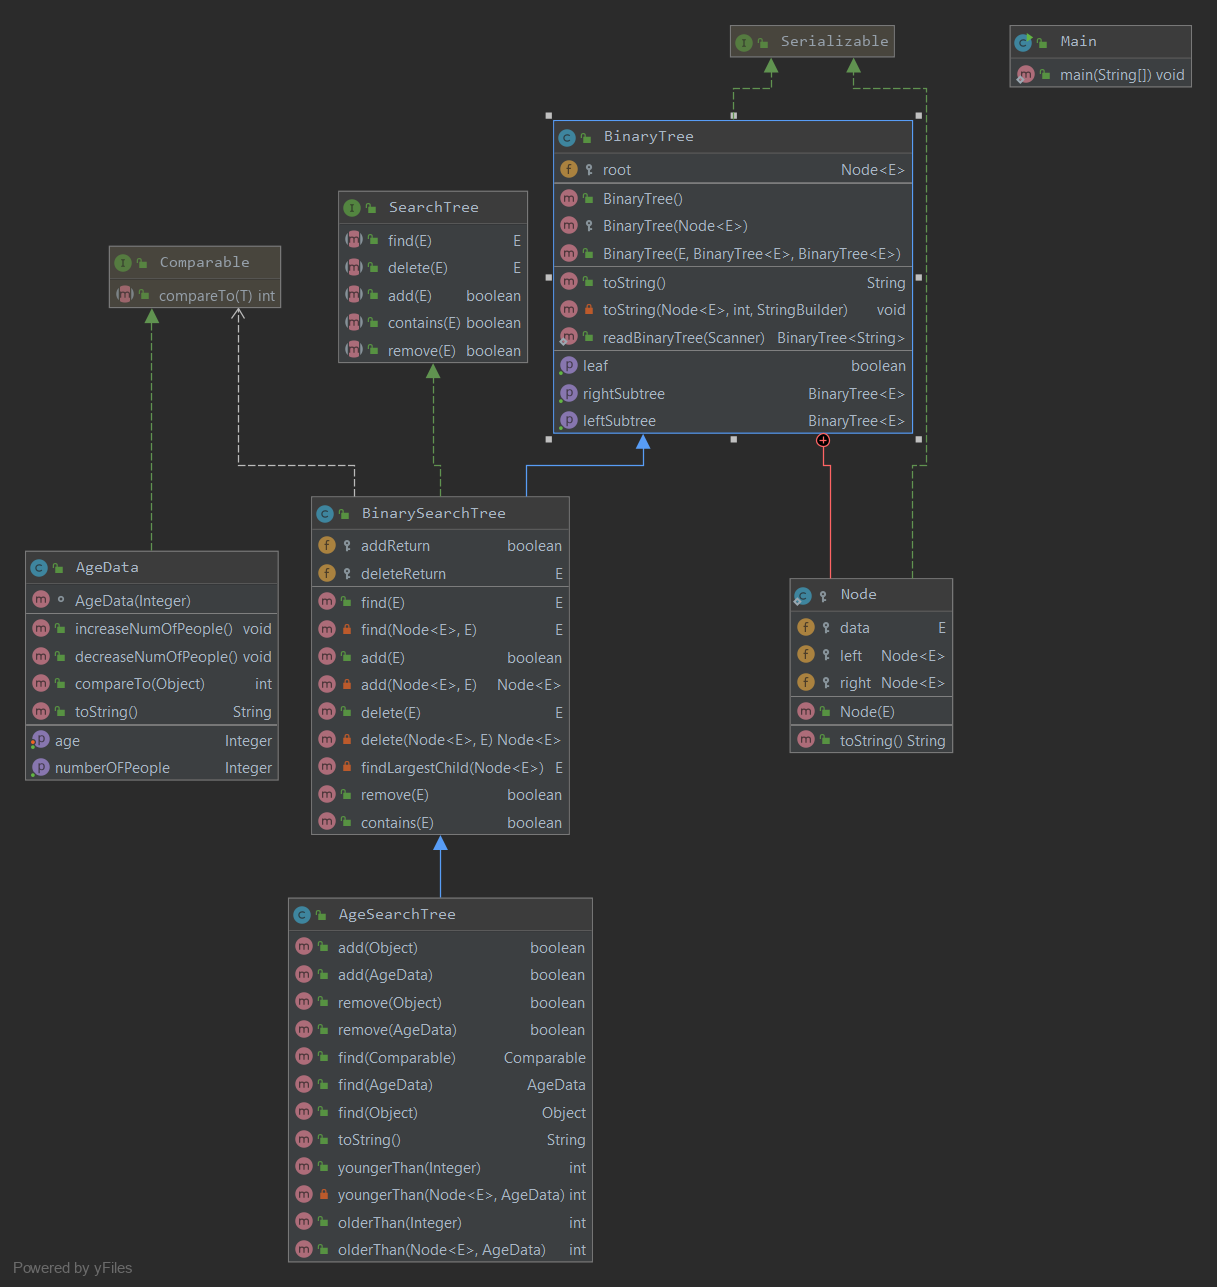 Serializable
Main
main(String[]) void
BinaryTree
root Node<E>
BinaryTree()
BinaryTree(Node<E>)
BinaryTree(E, BinaryTree<E>, BinaryTree<E>)
toString() String
toString(Node<E>, int, StringBuilder) void
readBinaryTree(Scanner) BinaryTree<String>
leaf boolean
rightSubtree BinaryTree<E>
leftSubtree BinaryTree<E>
SearchTree
find(E) E
delete(E) E
add(E) boolean
contains(E) boolean
remove(E) boolean
Comparable
compareTo(T) int
BinarySearchTree
addReturn boolean
deleteReturn E
find(E) E
find(Node<E>, E) E
add(E) boolean
add(Node<E>, E) Node<E>
delete(E) E
delete(Node<E>, E) Node<E>
findLargestChild(Node<E>) E
remove(E) boolean
contains(E) boolean
AgeData
AgeData(Integer)
increaseNumOfPeople() void
decreaseNumOfPeople() void
compareTo(Object) int
toString() String
age Integer
numberOFPeople Integer
Node
data E
left Node<E>
right Node<E>
Node(E)
toString() String
AgeSearchTree
add(Object) boolean
add(AgeData) boolean
remove(Object) boolean
remove(AgeData) boolean
find(Comparable) Comparable
find(AgeData) AgeData
find(Object) Object
toString() String
youngerThan(Integer) int
youngerThan(Node<E>, AgeData) int
olderThan(Integer) int
olderThan(Node<E>, AgeData) int
Powered by yFiles